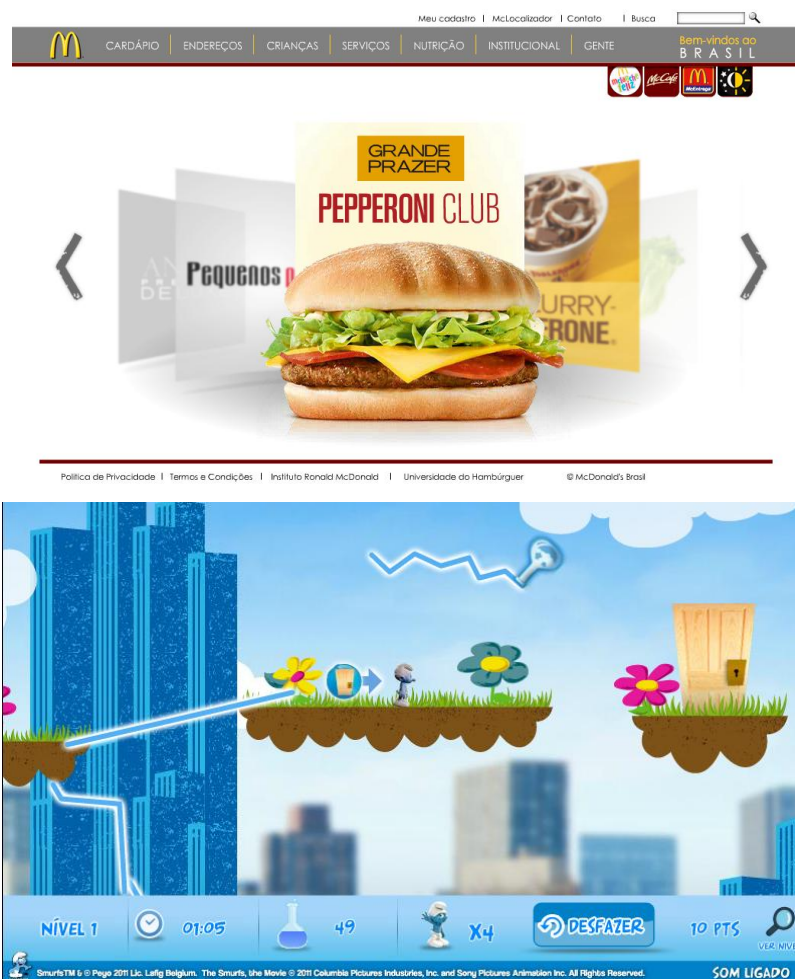 Meu cadastro | McLocalizador | Contato | Busca
CARDÁPIO | ENDEREÇOS | CRIANÇAS | SERVIÇOS | NUTRIÇÃO | INSTITUCIONAL | GENTE
Bem-vindos ao
BRASIL
McCafé
McEntrega
GRANDE
PRAZER
PEPPERONI CLUB
Pequenos
Política de Privacidade | Termos e Condições | Instituto Ronald McDonald | Universidade do Hambúrguer © McDonald's Brasil
NÍVEL 1 01:05 49 X4 DESFAZER 10 PTS
SmurfsTM & © Peyo 2011 Lic. Lafig Belgium. The Smurfs, the Movie © 2011 Columbia Pictures Industries, Inc. and Sony Pictures Animation Inc. All Rights Reserved. SOM LIGADO